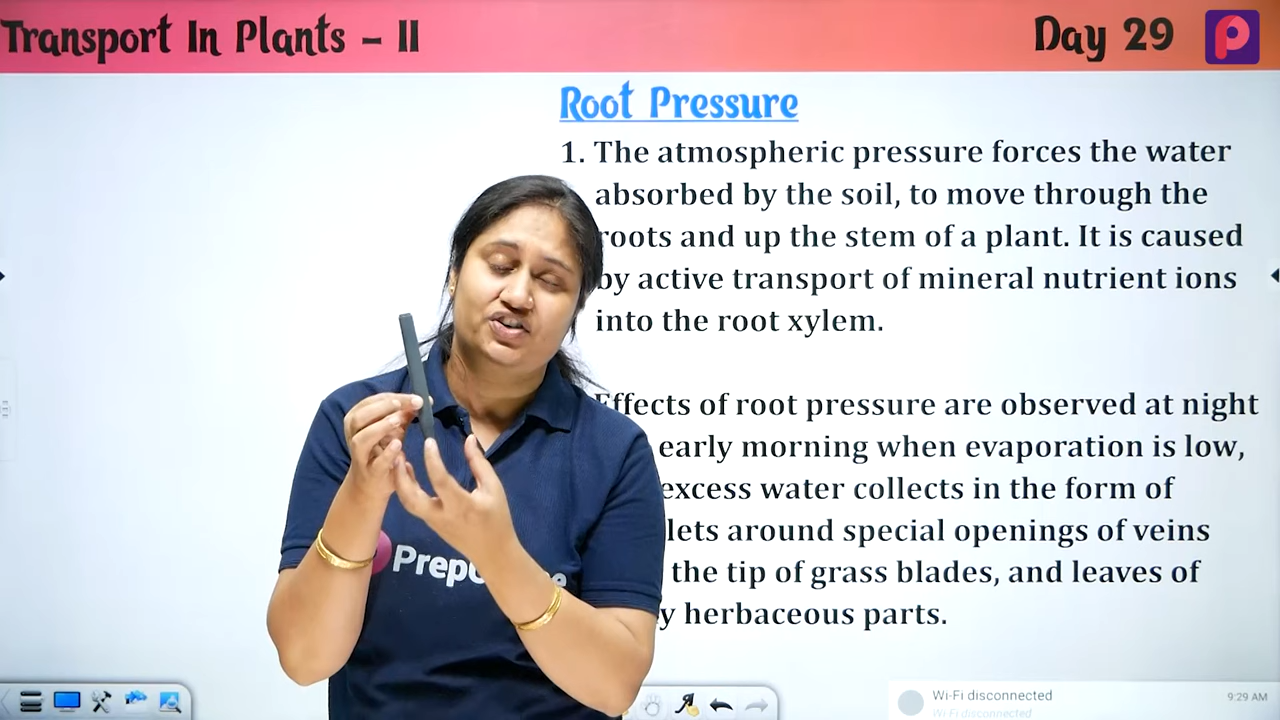 Transport In Plants - II
Day 29
Root Pressure
1. The atmospheric pressure forces the water
absorbed by the soil, to move through the
roots and up the stem of a plant. It is caused
by active transport of mineral nutrient ions
into the root xylem.
Effects of root pressure are observed at night
early morning when evaporation is low,
excess water collects in the form of
lets around special openings of veins
the tip of grass blades, and leaves of
y herbaceous parts.
Wi-Fi disconnected
Wi Fi disconnected
9:29 AM